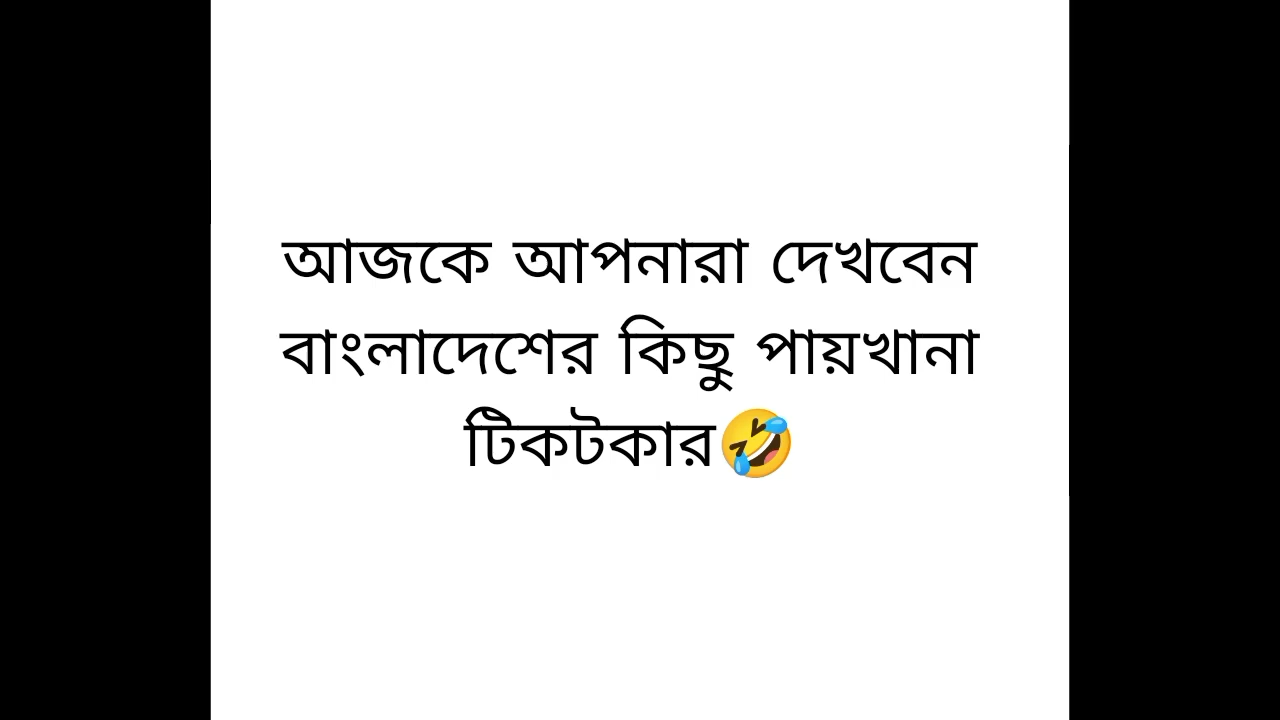 আজকে আপনারা দেখবেন
বাংলাদেশের কিছু পায়খানা
টিকটকার🤣